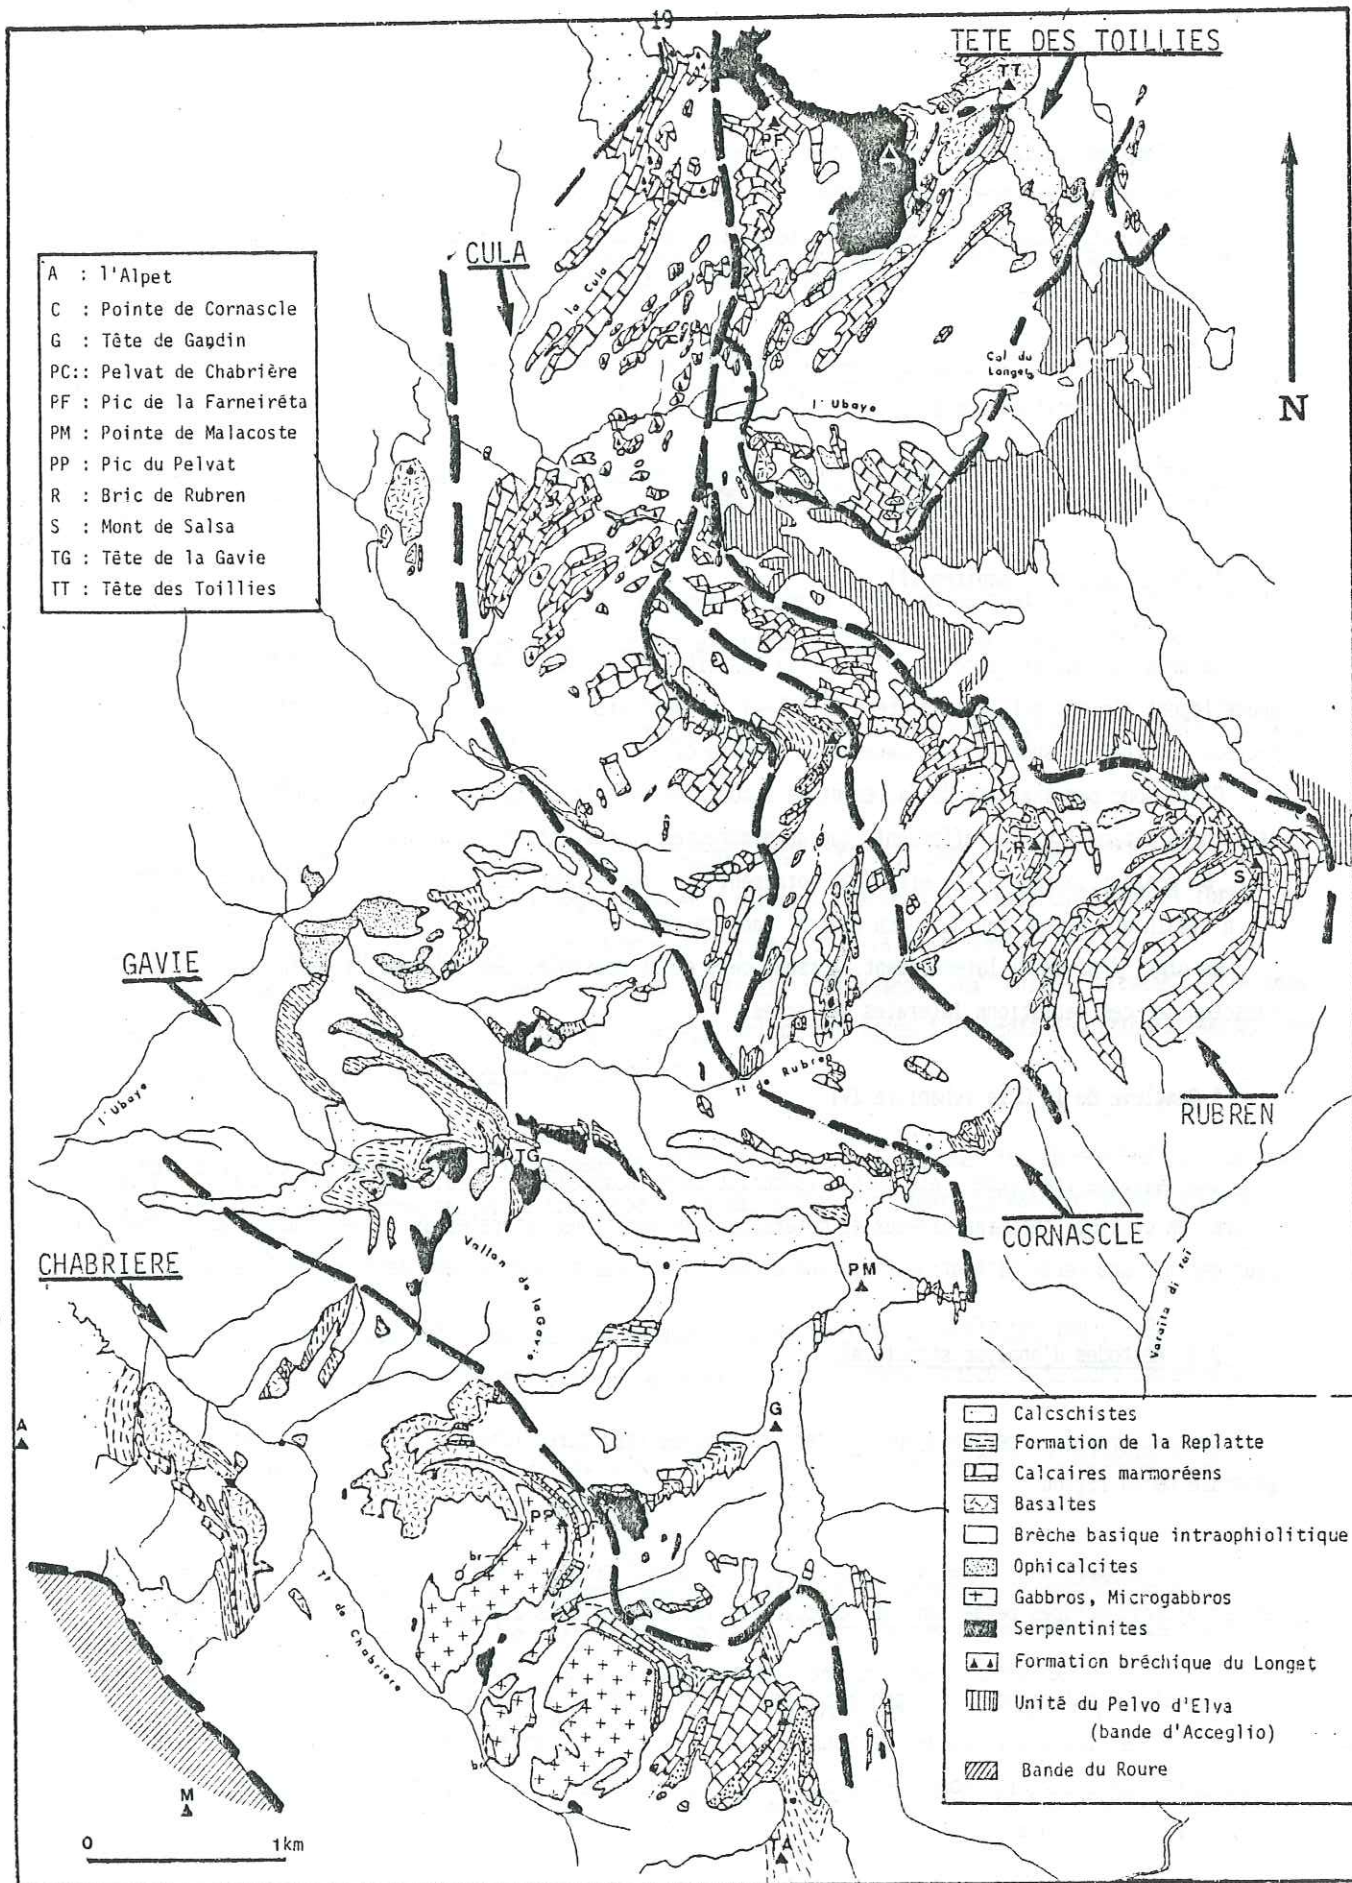 19
TETE DES TOILLIES
TT
PF
S
CULA
la Cula
A : l'Alpet
C : Pointe de Cornascle
G : Tête de Gandin
PC:: Pelvat de Chabrière
PF : Pic de la Farneirêta
PM : Pointe de Malacoste
PP : Pic du Pelvat
R : Bric de Rubren
S : Mont de Salsa
TG : Tête de la Gavie
TT : Tête des Toillies
Col du
Longet
l'Ubaye
N
C
R
S
GAVIE
l'Ubaye
Tt de Rubren
RUBREN
TG
CORNASCLE
Vallon de la Gavie
CHABRIERE
PM
Varaita di
A
G
PP
br
Tt de Chabrière
PC
br
M
TA
0 1km
Calcschistes
Formation de la Replatte
Calcaires marmoréens
Basaltes
Brèche basique intraophiolitique
Ophicalcites
Gabbros, Microgabbros
Serpentinites
Formation bréchique du Longet
Unité du Pelvo d'Elva
(bande d'Acceglio)
Bande du Roure